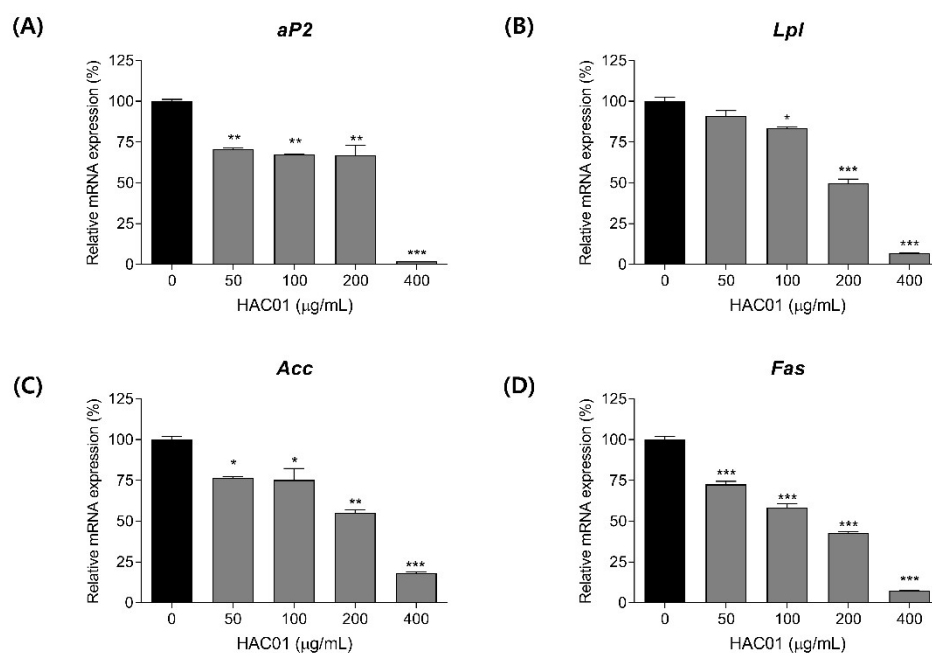 (A)
aP2
Relative mRNA expression (%)
125
100
75
50
25
0
**
**
**
***
0 50 100 200 400
HAC01 (μg/mL)
(B)
Lpl
Relative mRNA expression (%)
125
100
75
50
25
0
*
***
***
0 50 100 200 400
HAC01 (μg/mL)
(C)
Acc
Relative mRNA expression (%)
125
100
75
50
25
0
*
*
**
***
0 50 100 200 400
HAC01 (μg/mL)
(D)
Fas
Relative mRNA expression (%)
125
100
75
50
25
0
***
***
***
***
0 50 100 200 400
HAC01 (μg/mL)